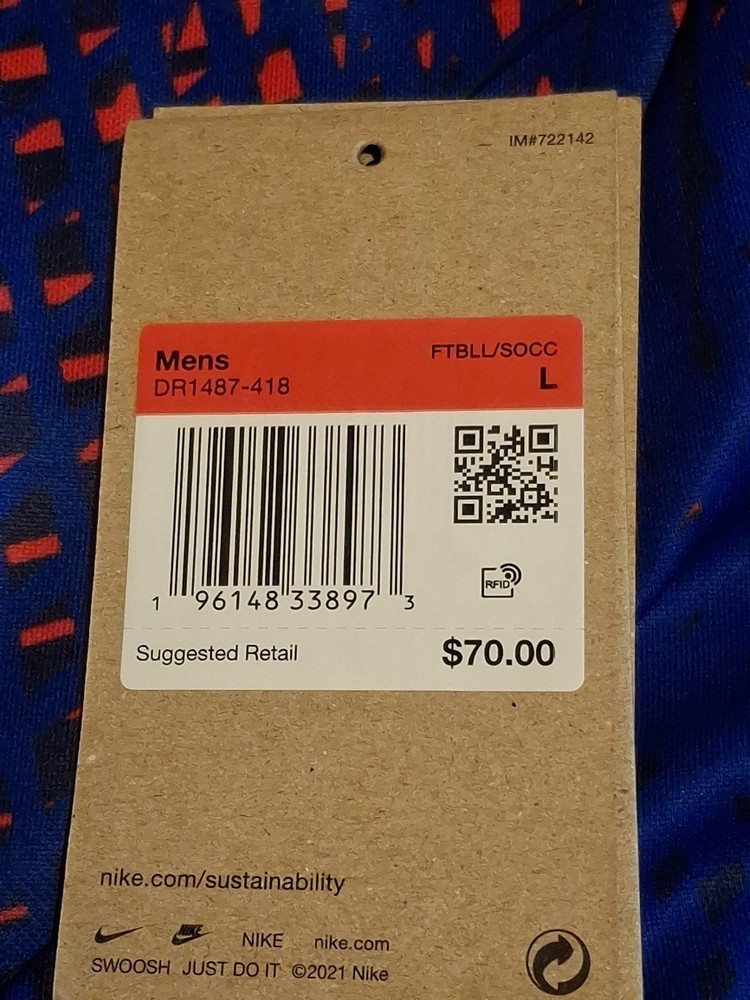 IM#722142
Mens FTBLL/SOCC
DR1487-418 L
RFID
1 96148 33897 3
Suggested Retail $70.00
nike.com/sustainability
NIKE nike.com
SWOOSH JUST DO IT ©2021 Nike